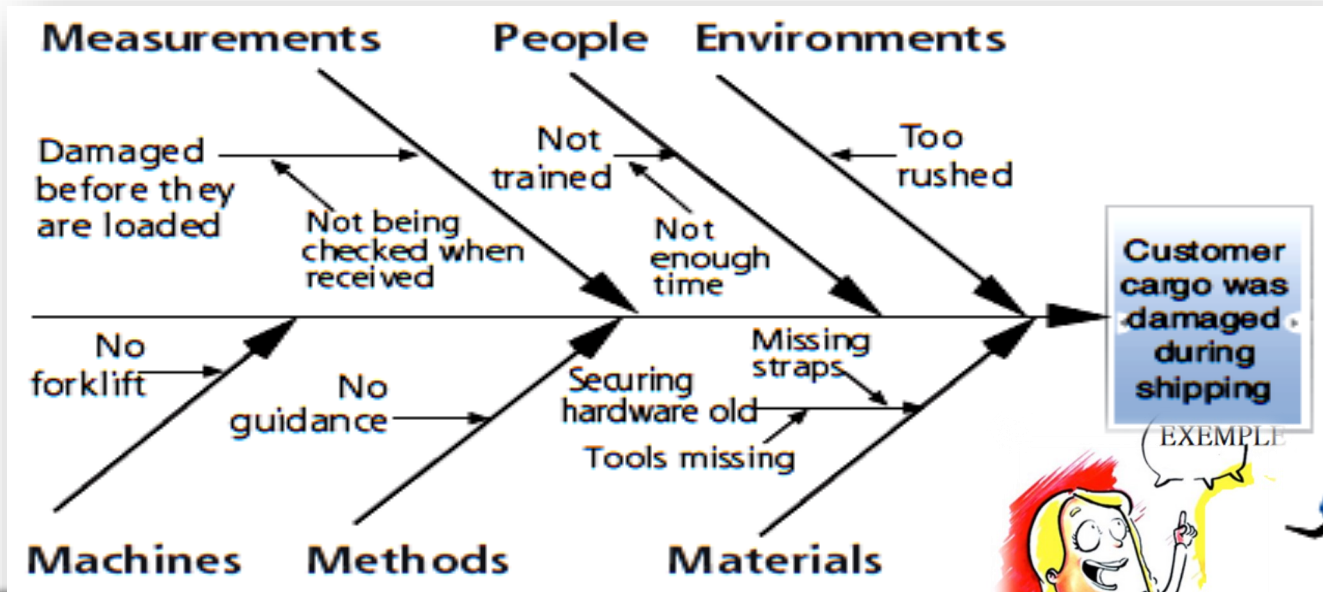 Measurements
People
Environments
Damaged
before they
are loaded
Not being
checked when
received
Not
trained
Not
enough
time
Too
rushed
Customer
cargo was
damaged
during
shipping
No
forklift
No
guidance
Missing
straps
Securing
hardware old
Tools missing
EXEMPLE
Machines
Methods
Materials